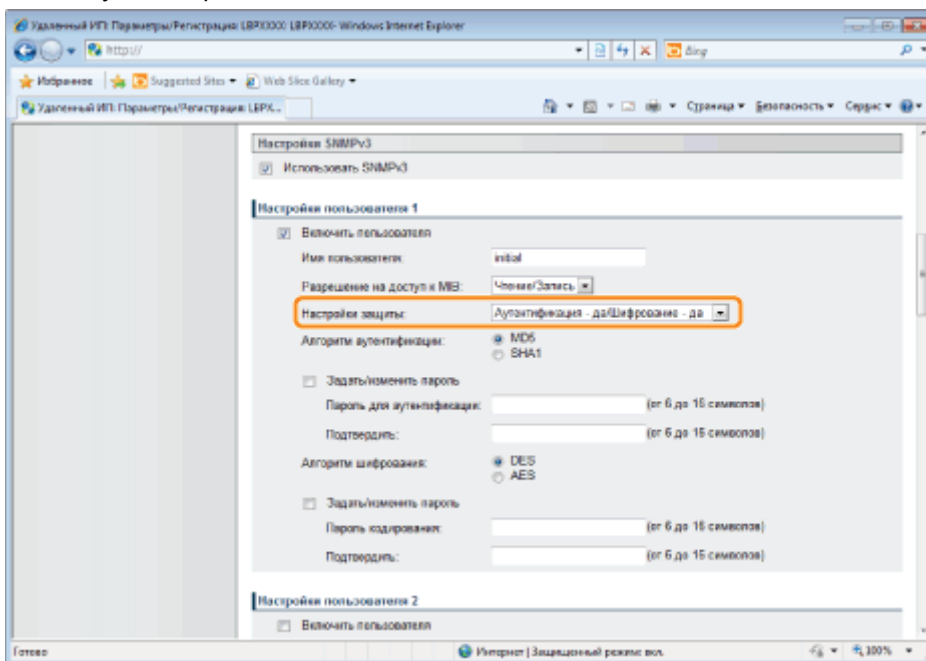 Удаленный ИП: Параметры/Регистрация: LBPXXXX: LBPXXXX- Windows Internet Explorer
http://
Bing
Избранное Suggested Sites Web Slice Gallery
Удаленный ИП: Параметры/Регистрация: LBPX...
Страница Безопасность Сервис
Настройки SNMPv3
Использовать SNMPv3
Настройки пользователя 1
Включить пользователя
Имя пользователя: initial
Разрешение на доступ к MIB: Чтение/Запись
Настройки защиты: Аутентификация - да/Шифрование - да
Алгоритм аутентификации: MD5
SHA1
Задать/изменить пароль
Пароль для аутентификации: (от 6 до 16 символов)
Подтвердить: (от 6 до 16 символов)
Алгоритм шифрования: DES
AES
Задать/изменить пароль
Пароль кодирования: (от 6 до 16 символов)
Подтвердить: (от 6 до 16 символов)
Настройки пользователя 2
Включить пользователя
Готово
Интернет | Защищенный режим: вкл.
100%